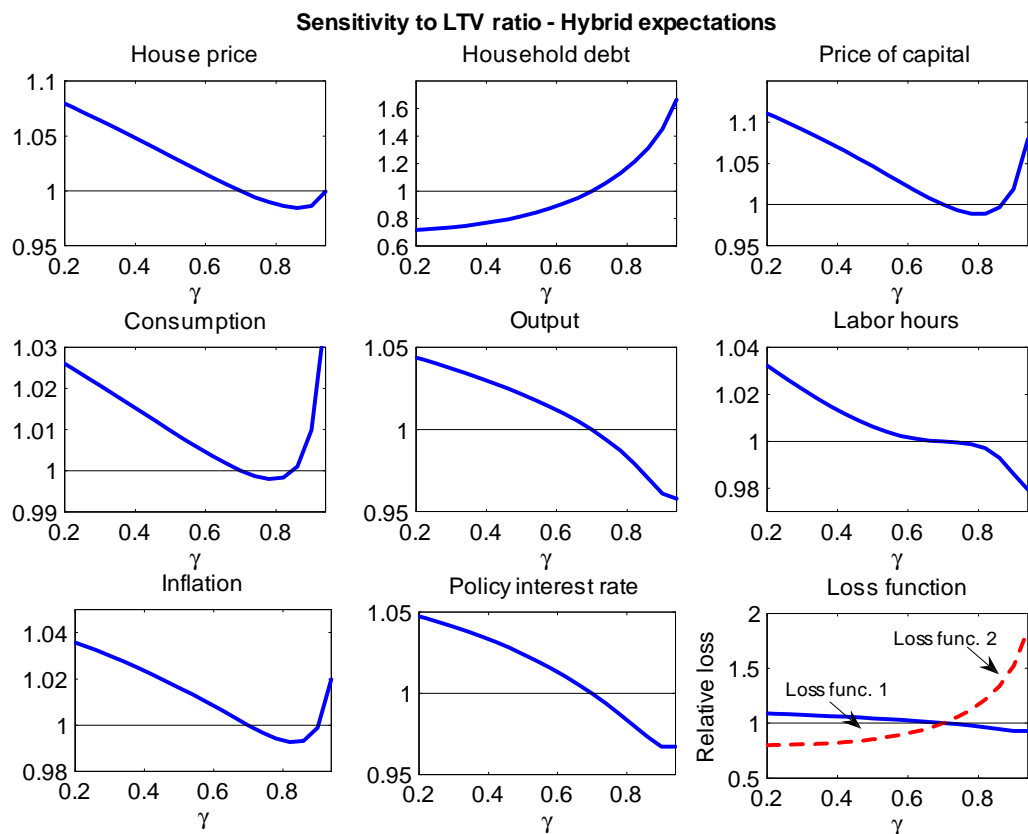 Sensitivity to LTV ratio - Hybrid expectations
House price
1.1
1.05
1
0.95
0.2 0.4 0.6 0.8
γ
Household debt
1.6
1.4
1.2
1
0.8
0.6
0.2 0.4 0.6 0.8
γ
Price of capital
1.1
1.05
1
0.95
0.2 0.4 0.6 0.8
γ
Consumption
1.03
1.02
1.01
1
0.99
0.2 0.4 0.6 0.8
γ
Output
1.05
1
0.95
0.2 0.4 0.6 0.8
γ
Labor hours
1.04
1.02
1
0.98
0.2 0.4 0.6 0.8
γ
Inflation
1.04
1.02
1
0.98
0.2 0.4 0.6 0.8
γ
Policy interest rate
1.05
1
0.95
0.2 0.4 0.6 0.8
γ
Loss function
Relative loss
2
1.5
1
0.5
Loss func. 2
Loss func. 1
0.2 0.4 0.6 0.8
γ